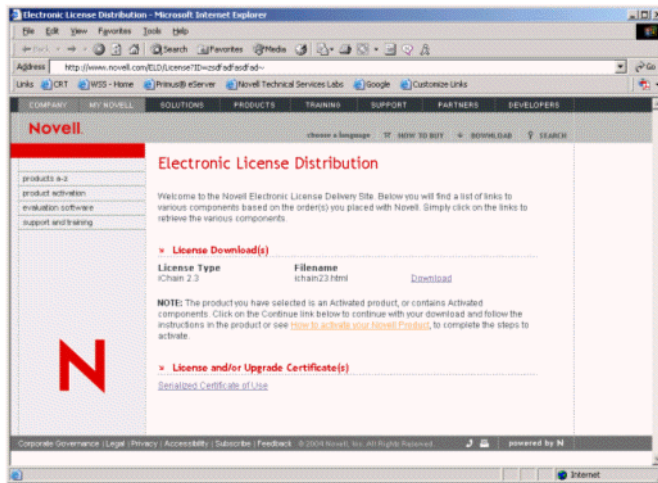 Electronic License Distribution - Microsoft Internet Explorer
File Edit View Favorites Tools Help
Back Search Favorites Media
Address http://www.novell.com/ELD/License?ID=zsdfadfasdfad~ Go
Links CRT WSS - Home Primus® eServer Novell Technical Services Labs Google Customize Links
COMPANY MY NOVELL SOLUTIONS PRODUCTS TRAINING SUPPORT PARTNERS DEVELOPERS
Novell.
choose a language HOW TO BUY DOWNLOAD SEARCH
Electronic License Distribution
products a-z
product activation
evaluation software
support and training
Welcome to the Novell Electronic License Delivery Site. Below you will find a list of links to
various components based on the order(s) you placed with Novell. Simply click on the links to
retrieve the various components.
License Download(s)
License Type Filename
iChain 2.3 ichain23.html Download
NOTE: The product you have selected is an Activated product, or contains Activated
components. Click on the Continue link below to continue with your download and follow the
instructions in the product or see How to activate your Novell Product, to complete the steps to
activate.
N
License and/or Upgrade Certificate(s)
Serialized Certificate of Use
Corporate Governance | Legal | Privacy | Accessibility | Subscribe | Feedback © 2004 Novell, Inc. All Rights Reserved. powered by N
Internet